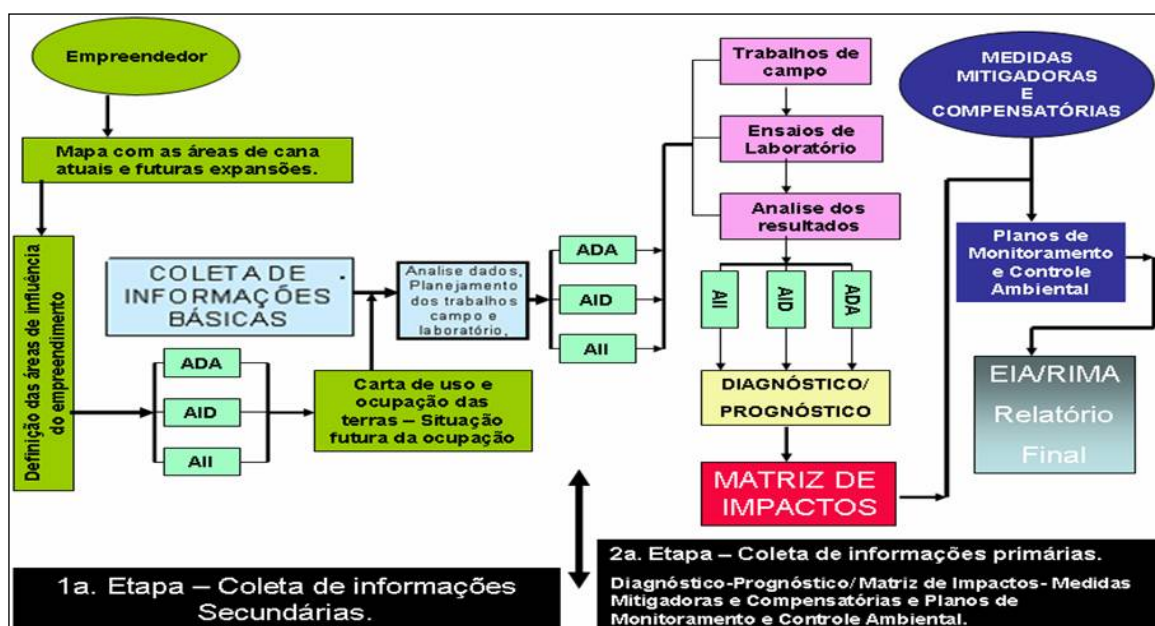 Empreendedor
Mapa com as áreas de cana
atuais e futuras expansões.
Definição das áreas de influência
do empreendimento
COLETA DE
INFORMAÇÕES
BÁSICAS
ADA
AID
AII
Carta de uso e
ocupação das
terras – Situação
futura da ocupação
Analise dados,
Planejamento
dos trabalhos
campo e
laboratório,
ADA
AID
AII
Trabalhos de
campo
Ensaios de
Laboratório
Analise dos
resultados
AII
AID
ADA
DIAGNÓSTICO/
PROGNÓSTICO
MATRIZ DE
IMPACTOS
MEDIDAS
MITIGADORAS
E
COMPENSATÓRIAS
Planos de
Monitoramento
e Controle
Ambiental
EIA/RIMA
Relatório
Final
1a. Etapa – Coleta de informações
Secundárias.
2a. Etapa – Coleta de informações primárias.
Diagnóstico-Prognóstico/ Matriz de Impactos- Medidas
Mitigadoras e Compensatórias e Planos de
Monitoramento e Controle Ambiental.